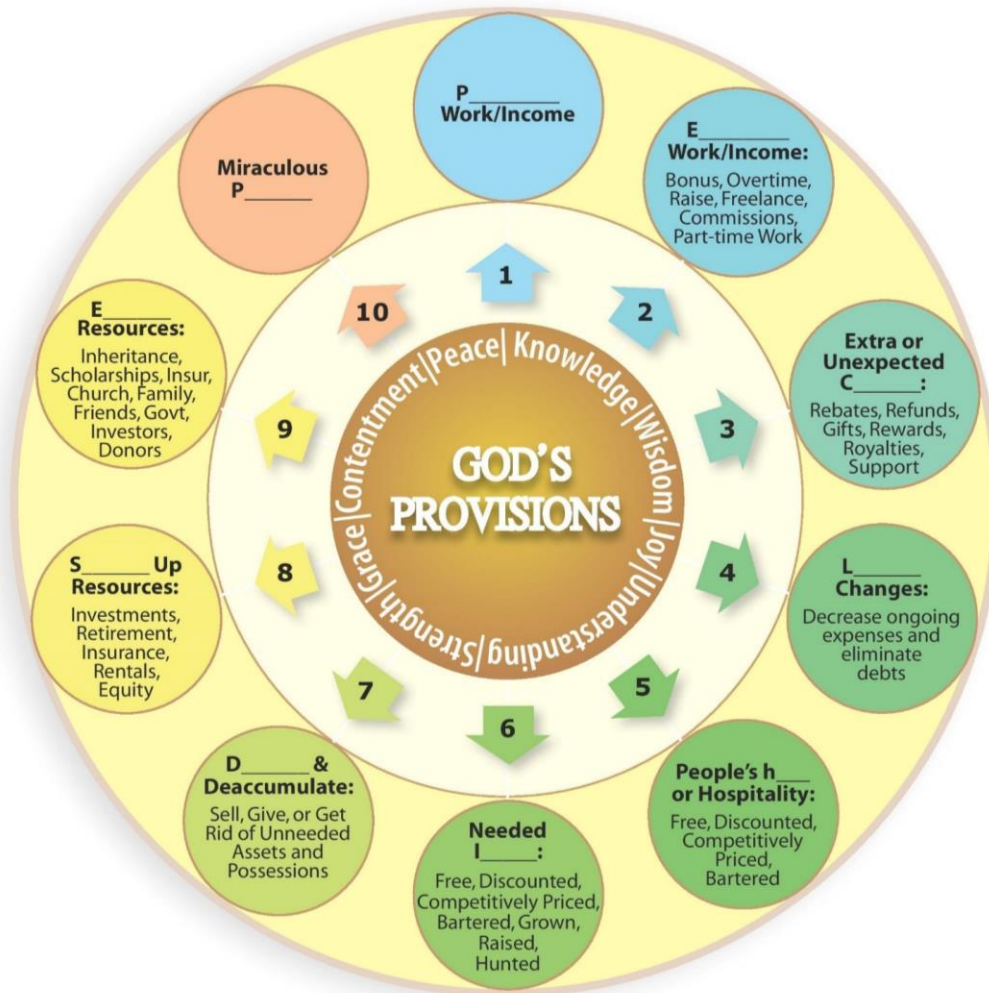 P_______
Work/Income
E_______
Work/Income:
Bonus, Overtime,
Raise, Freelance,
Commissions,
Part-time Work
Extra or
Unexpected
C______:
Rebates, Refunds,
Gifts, Rewards,
Royalties,
Support
L______
Changes:
Decrease ongoing
expenses and
eliminate
debts
People's h___
or Hospitality:
Free, Discounted,
Competitively
Priced,
Bartered
Needed
I_____:
Free, Discounted,
Competitively Priced,
Bartered, Grown,
Raised,
Hunted
D______ &
Deaccumulate:
Sell, Give, or Get
Rid of Unneeded
Assets and
Possessions
S_______ Up
Resources:
Investments,
Retirement,
Insurance,
Rentals,
Equity
E______
Resources:
Inheritance,
Scholarships, Insur,
Church, Family,
Friends, Govt,
Investors,
Donors
Miraculous
P______
1
2
3
4
5
6
7
8
9
10
Peace| Knowledge|Wisdom|Joy|Understanding|Strength|Grace|Contentment|
GOD'S
PROVISIONS